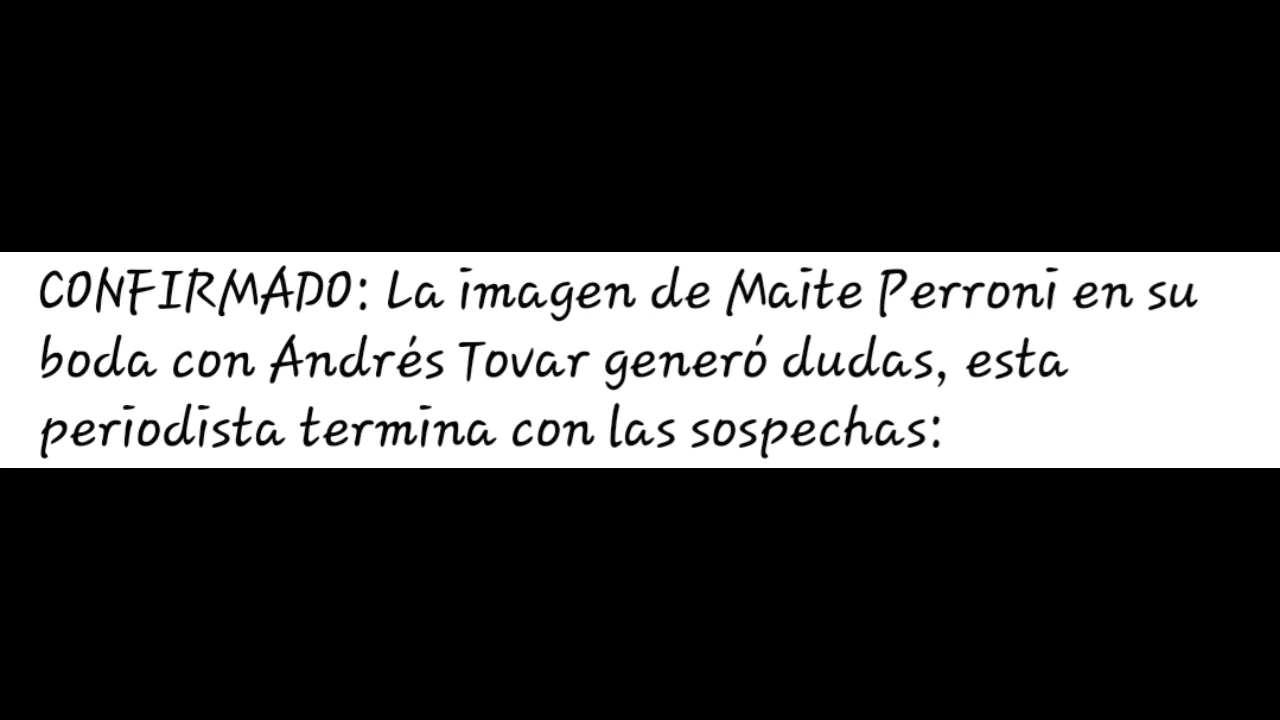 CONFIRMADO: La imagen de Maite Perroni en su
boda con Andrés Tovar generó dudas, esta
periodista termina con las sospechas: